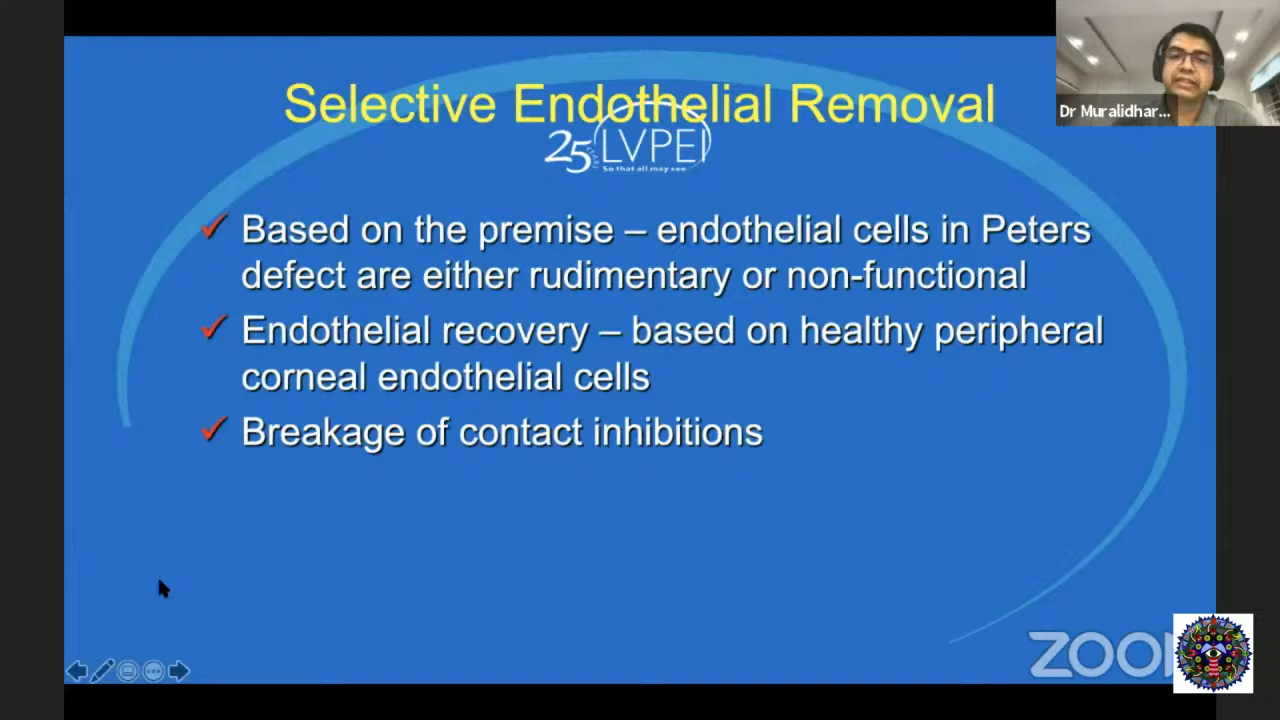 Selective Endothelial Removal
25 LVPEI
So that all may see
Dr Muralidhar...
✓ Based on the premise – endothelial cells in Peters
defect are either rudimentary or non-functional
✓ Endothelial recovery – based on healthy peripheral
corneal endothelial cells
✓ Breakage of contact inhibitions
ZOO